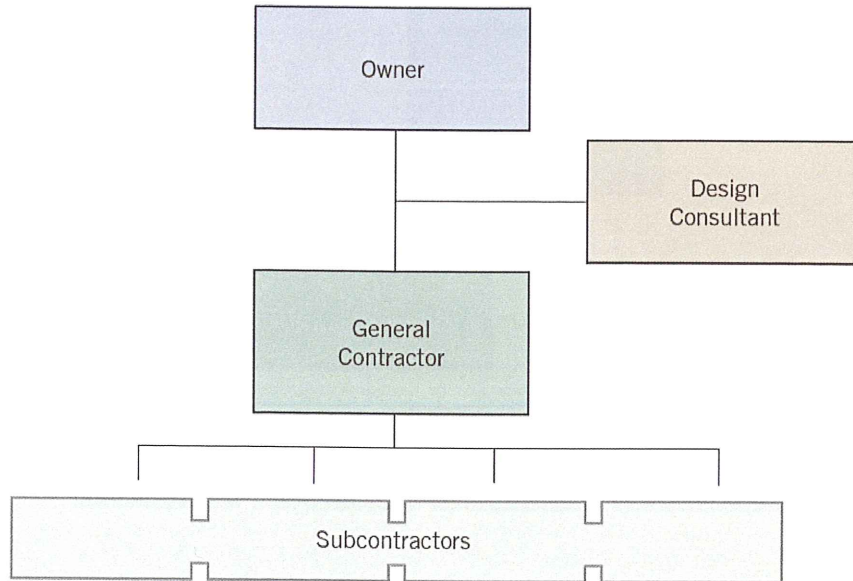 Owner
Design
Consultant
General
Contractor
Subcontractors